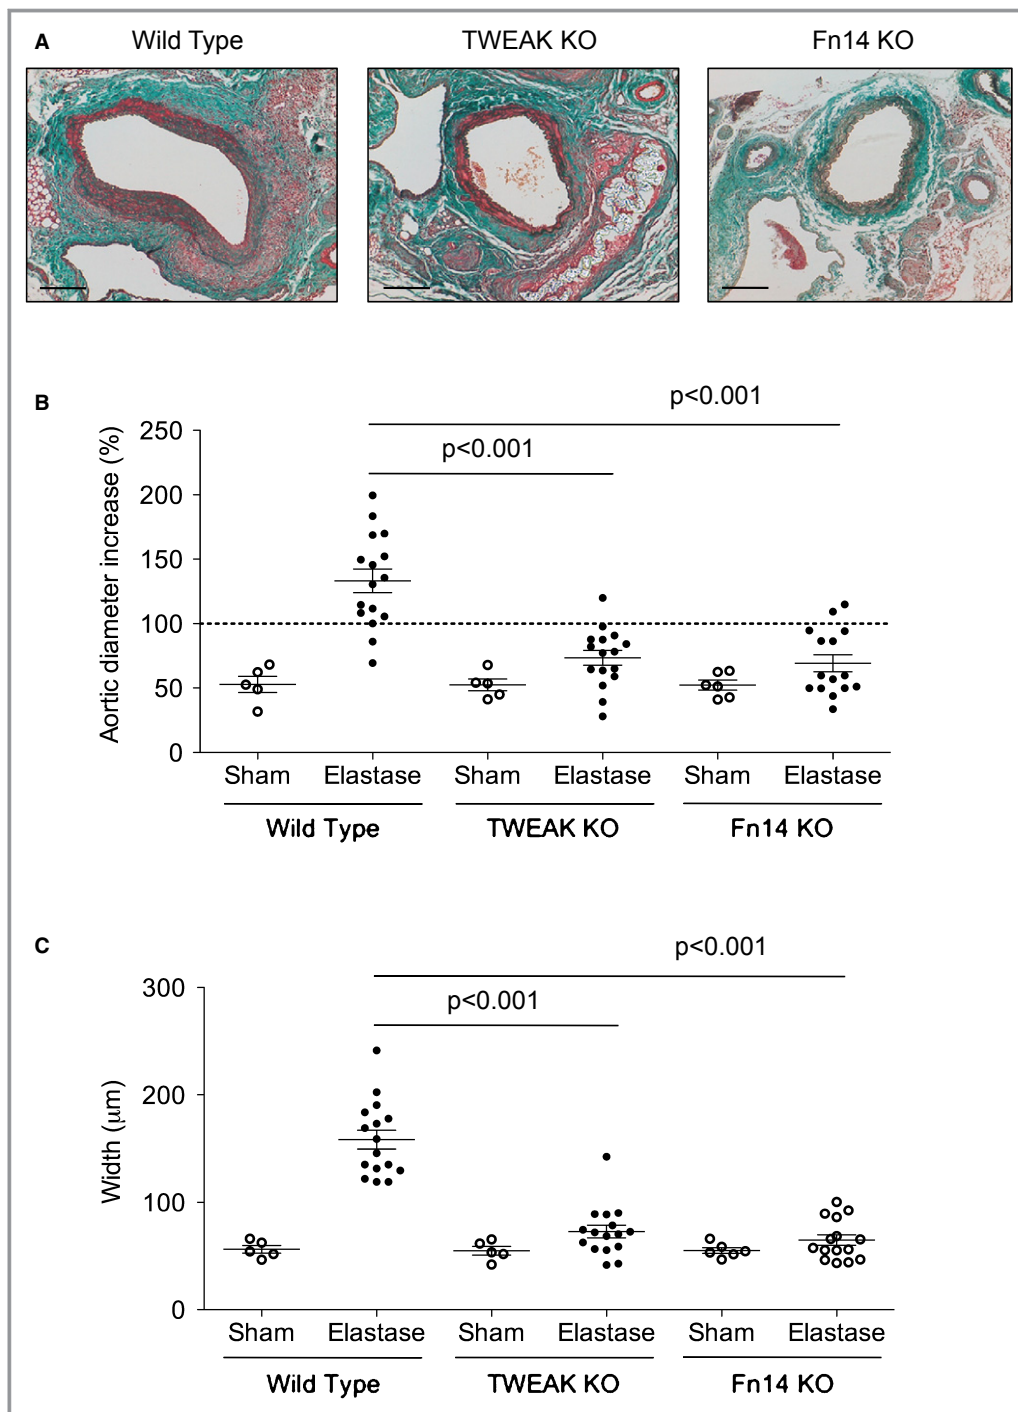 A
Wild Type
TWEAK KO
Fn14 KO
B
p<0.001
p<0.001
Aortic diameter increase (%)
250
200
150
100
50
0
Sham
Elastase
Sham
Elastase
Sham
Elastase
Wild Type
TWEAK KO
Fn14 KO
C
p<0.001
p<0.001
Width (μm)
300
200
100
0
Sham
Elastase
Sham
Elastase
Sham
Elastase
Wild Type
TWEAK KO
Fn14 KO